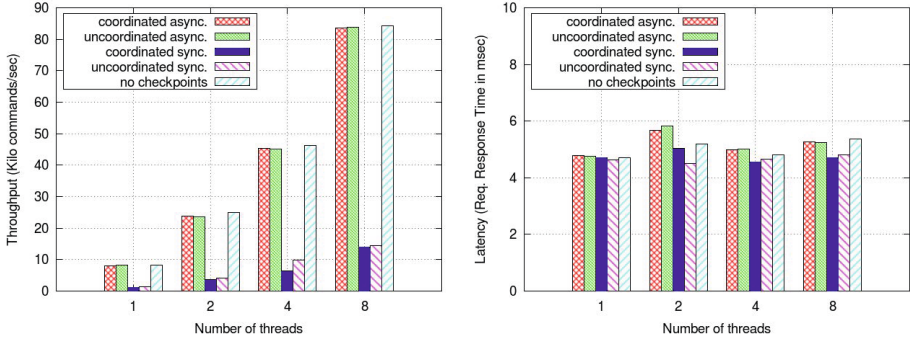 90
80
70
60
50
40
30
20
10
0
Throughput (Kilo commands/sec)
coordinated async.
uncoordinated async.
coordinated sync.
uncoordinated sync.
no checkpoints
1 2 4 8
Number of threads
10
8
6
4
2
0
Latency (Req. Response Time in msec)
coordinated async.
uncoordinated async.
coordinated sync.
uncoordinated sync.
no checkpoints
1 2 4 8
Number of threads